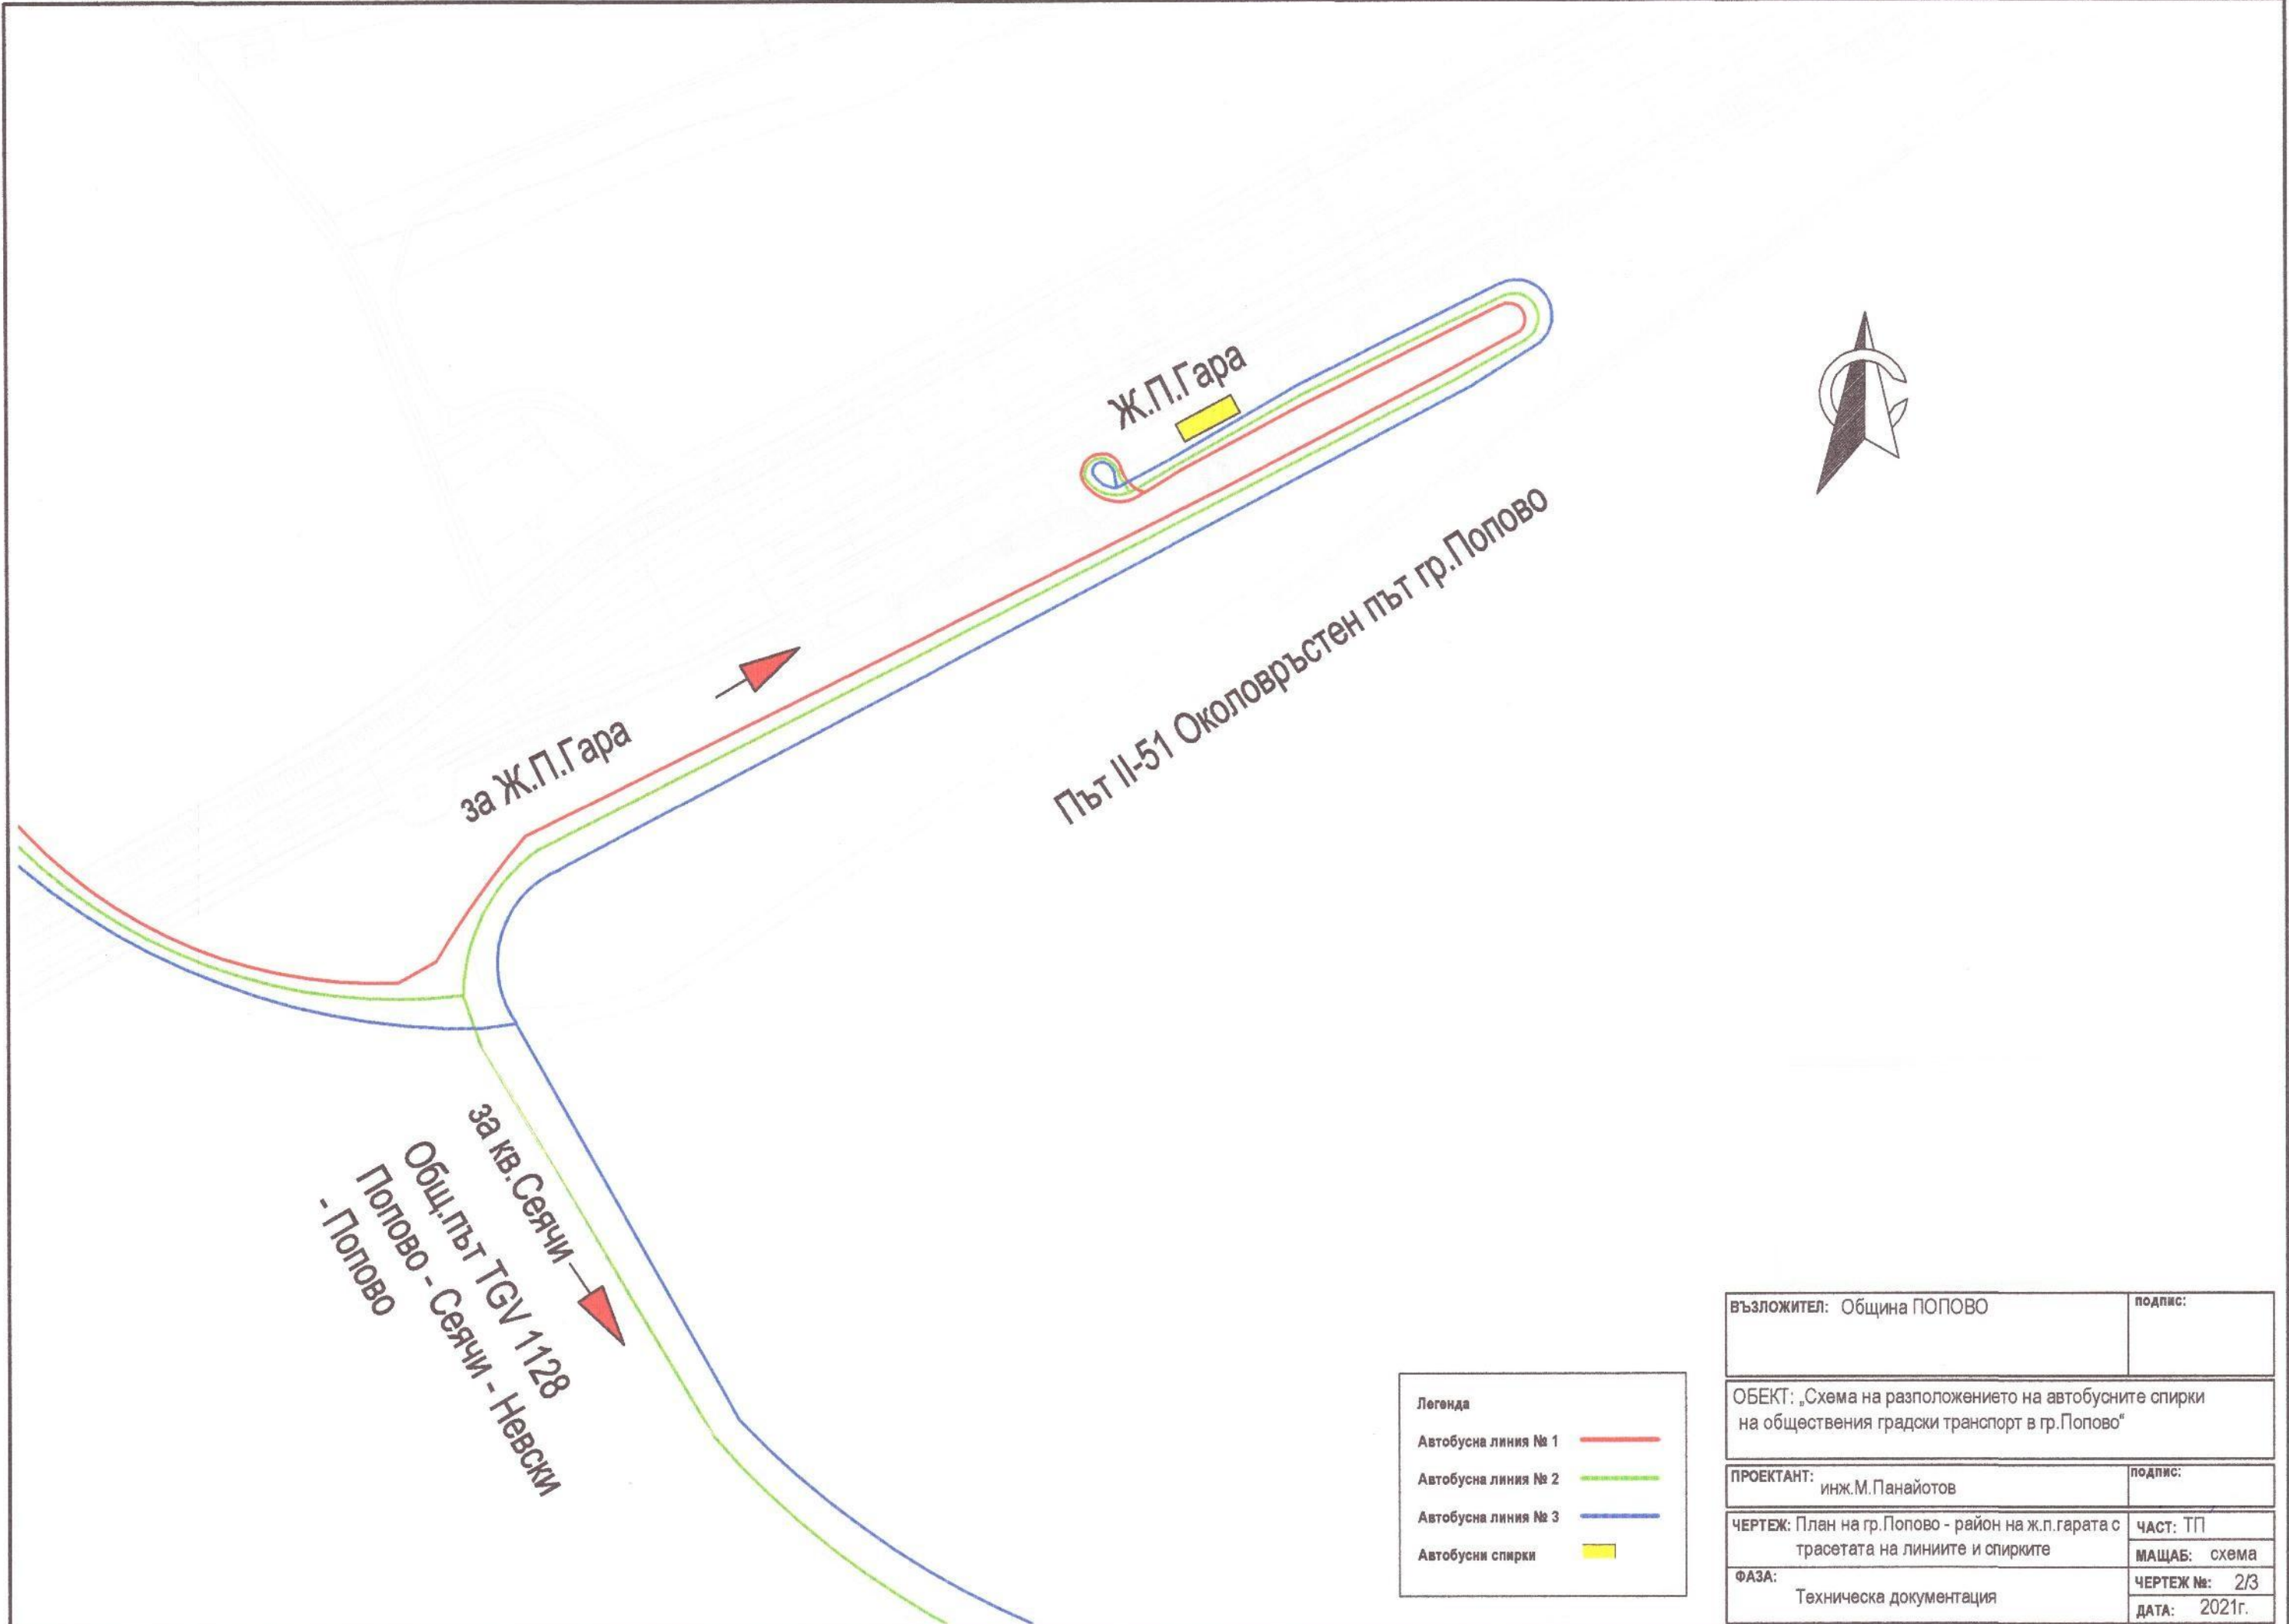 Ж.П.Гара
Път II-51 Околовръстен път гр.Попово
за Ж.П.Гара
за кв.Сеячи
Общ.път TGV 1128
Попово - Сеячи - Невски
- Попово
Легенда
Автобусна линия № 1
Автобусна линия № 2
Автобусна линия № 3
Автобусни спирки
ВЪЗЛОЖИТЕЛ: Община ПОПОВО
подпис:
ОБЕКТ: „Схема на разположението на автобусните спирки
на обществения градски транспорт в гр.Попово“
ПРОЕКТАНТ:
инж.М.Панайотов
подпис:
ЧЕРТЕЖ: План на гр.Попово - район на ж.п.гарата с
трасетата на линиите и спирките
ЧАСТ: ТП
МАЩАБ: схема
ФАЗА:
Техническа документация
ЧЕРТЕЖ №: 2/3
ДАТА: 2021г.